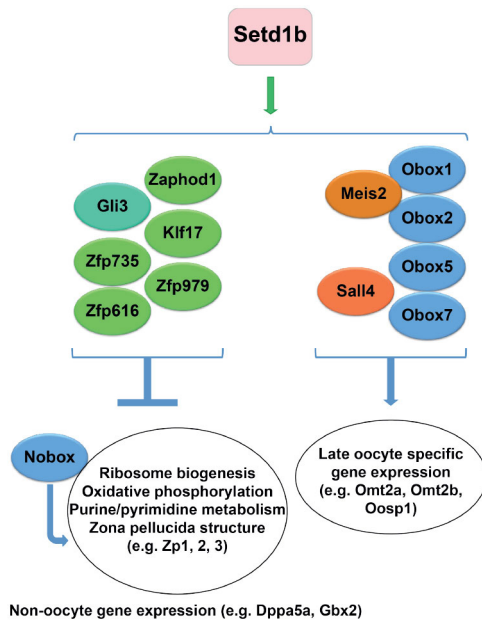 Setd1b
Zaphod1
Gli3
Klf17
Zfp735
Zfp979
Zfp616
Obox1
Meis2
Obox2
Obox5
Sall4
Obox7
Nobox
Ribosome biogenesis
Oxidative phosphorylation
Purine/pyrimidine metabolism
Zona pellucida structure
(e.g. Zp1, 2, 3)
Late oocyte specific
gene expression
(e.g. Omt2a, Omt2b,
Oosp1)
Non-oocyte gene expression (e.g. Dppa5a, Gbx2)